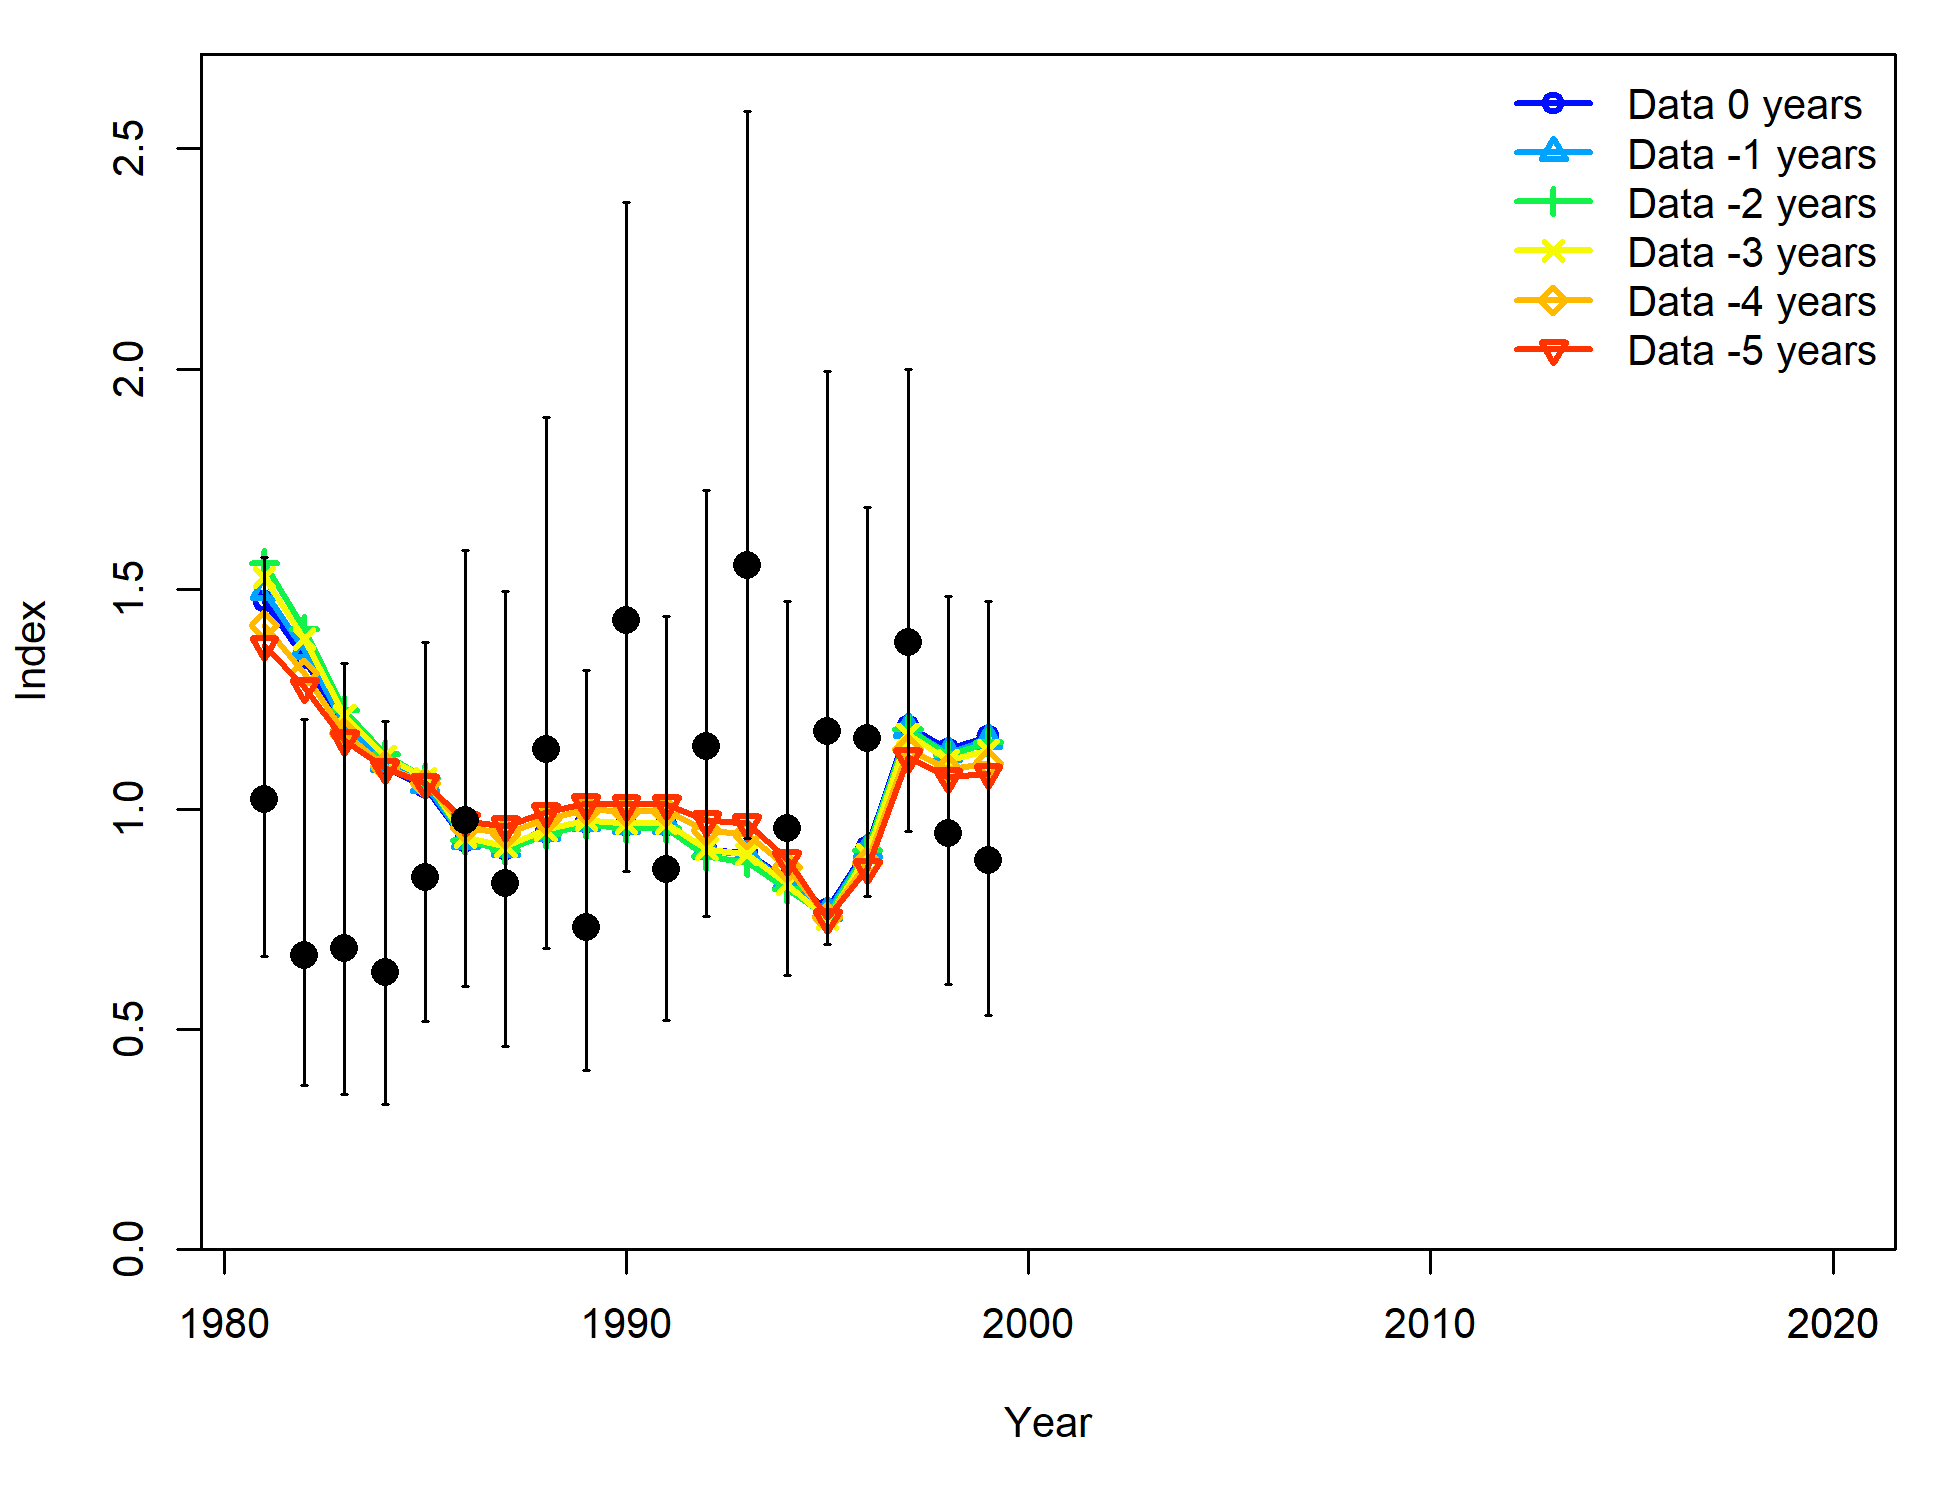 Data 0 years
Data -1 years
Data -2 years
Data -3 years
Data -4 years
Data -5 years
2.5
2.0
1.5
1.0
0.5
0.0
Index
1980 1990 2000 2010 2020
Year